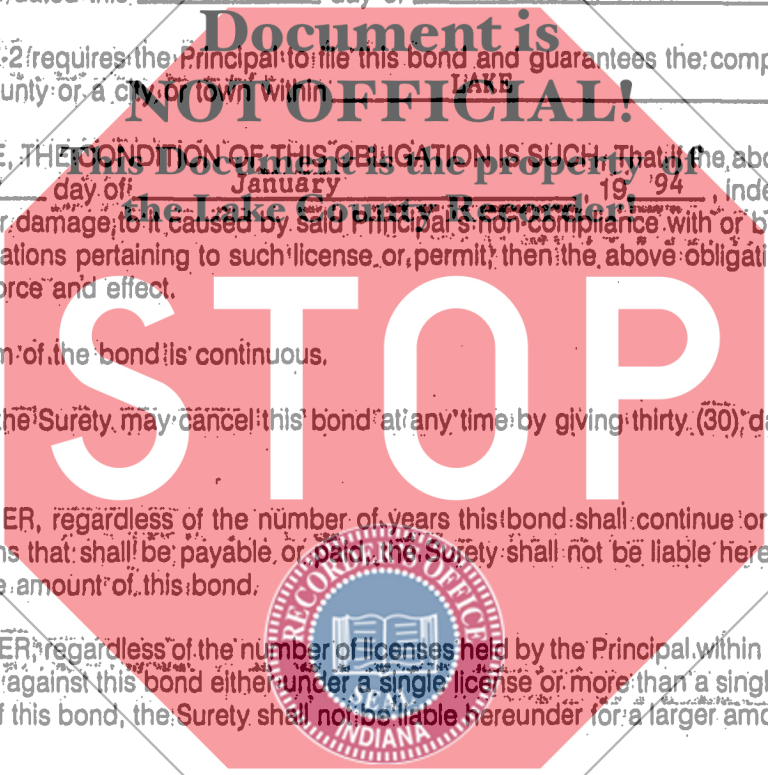 Document is
-2 requires the Principal to file this bond and guarantees the comp
unty or a city or town within LAKE
NOT OFFICIAL!
E, THE CONDITION OF THIS OBLIGATION IS SUCH, That if the abo
This Document is the property of
day of January 19 94, inde
the Lake County Recorder!
r damage to it caused by said Principal's non-compliance with or b
ations pertaining to such license or permit, then the above obligati
orce and effect.
STOP
m of the bond is continuous.
the Surety may cancel this bond at any time by giving thirty (30) da
ER, regardless of the number of years this bond shall continue or
ns that shall be payable or paid, the Surety shall not be liable here
e amount of this bond.
RECORDER'S OFFICE
SEAL
INDIANA
ER, regardless of the number of licenses held by the Principal within
against this bond either under a single license or more than a singl
f this bond, the Surety shall not be liable hereunder for a larger amo